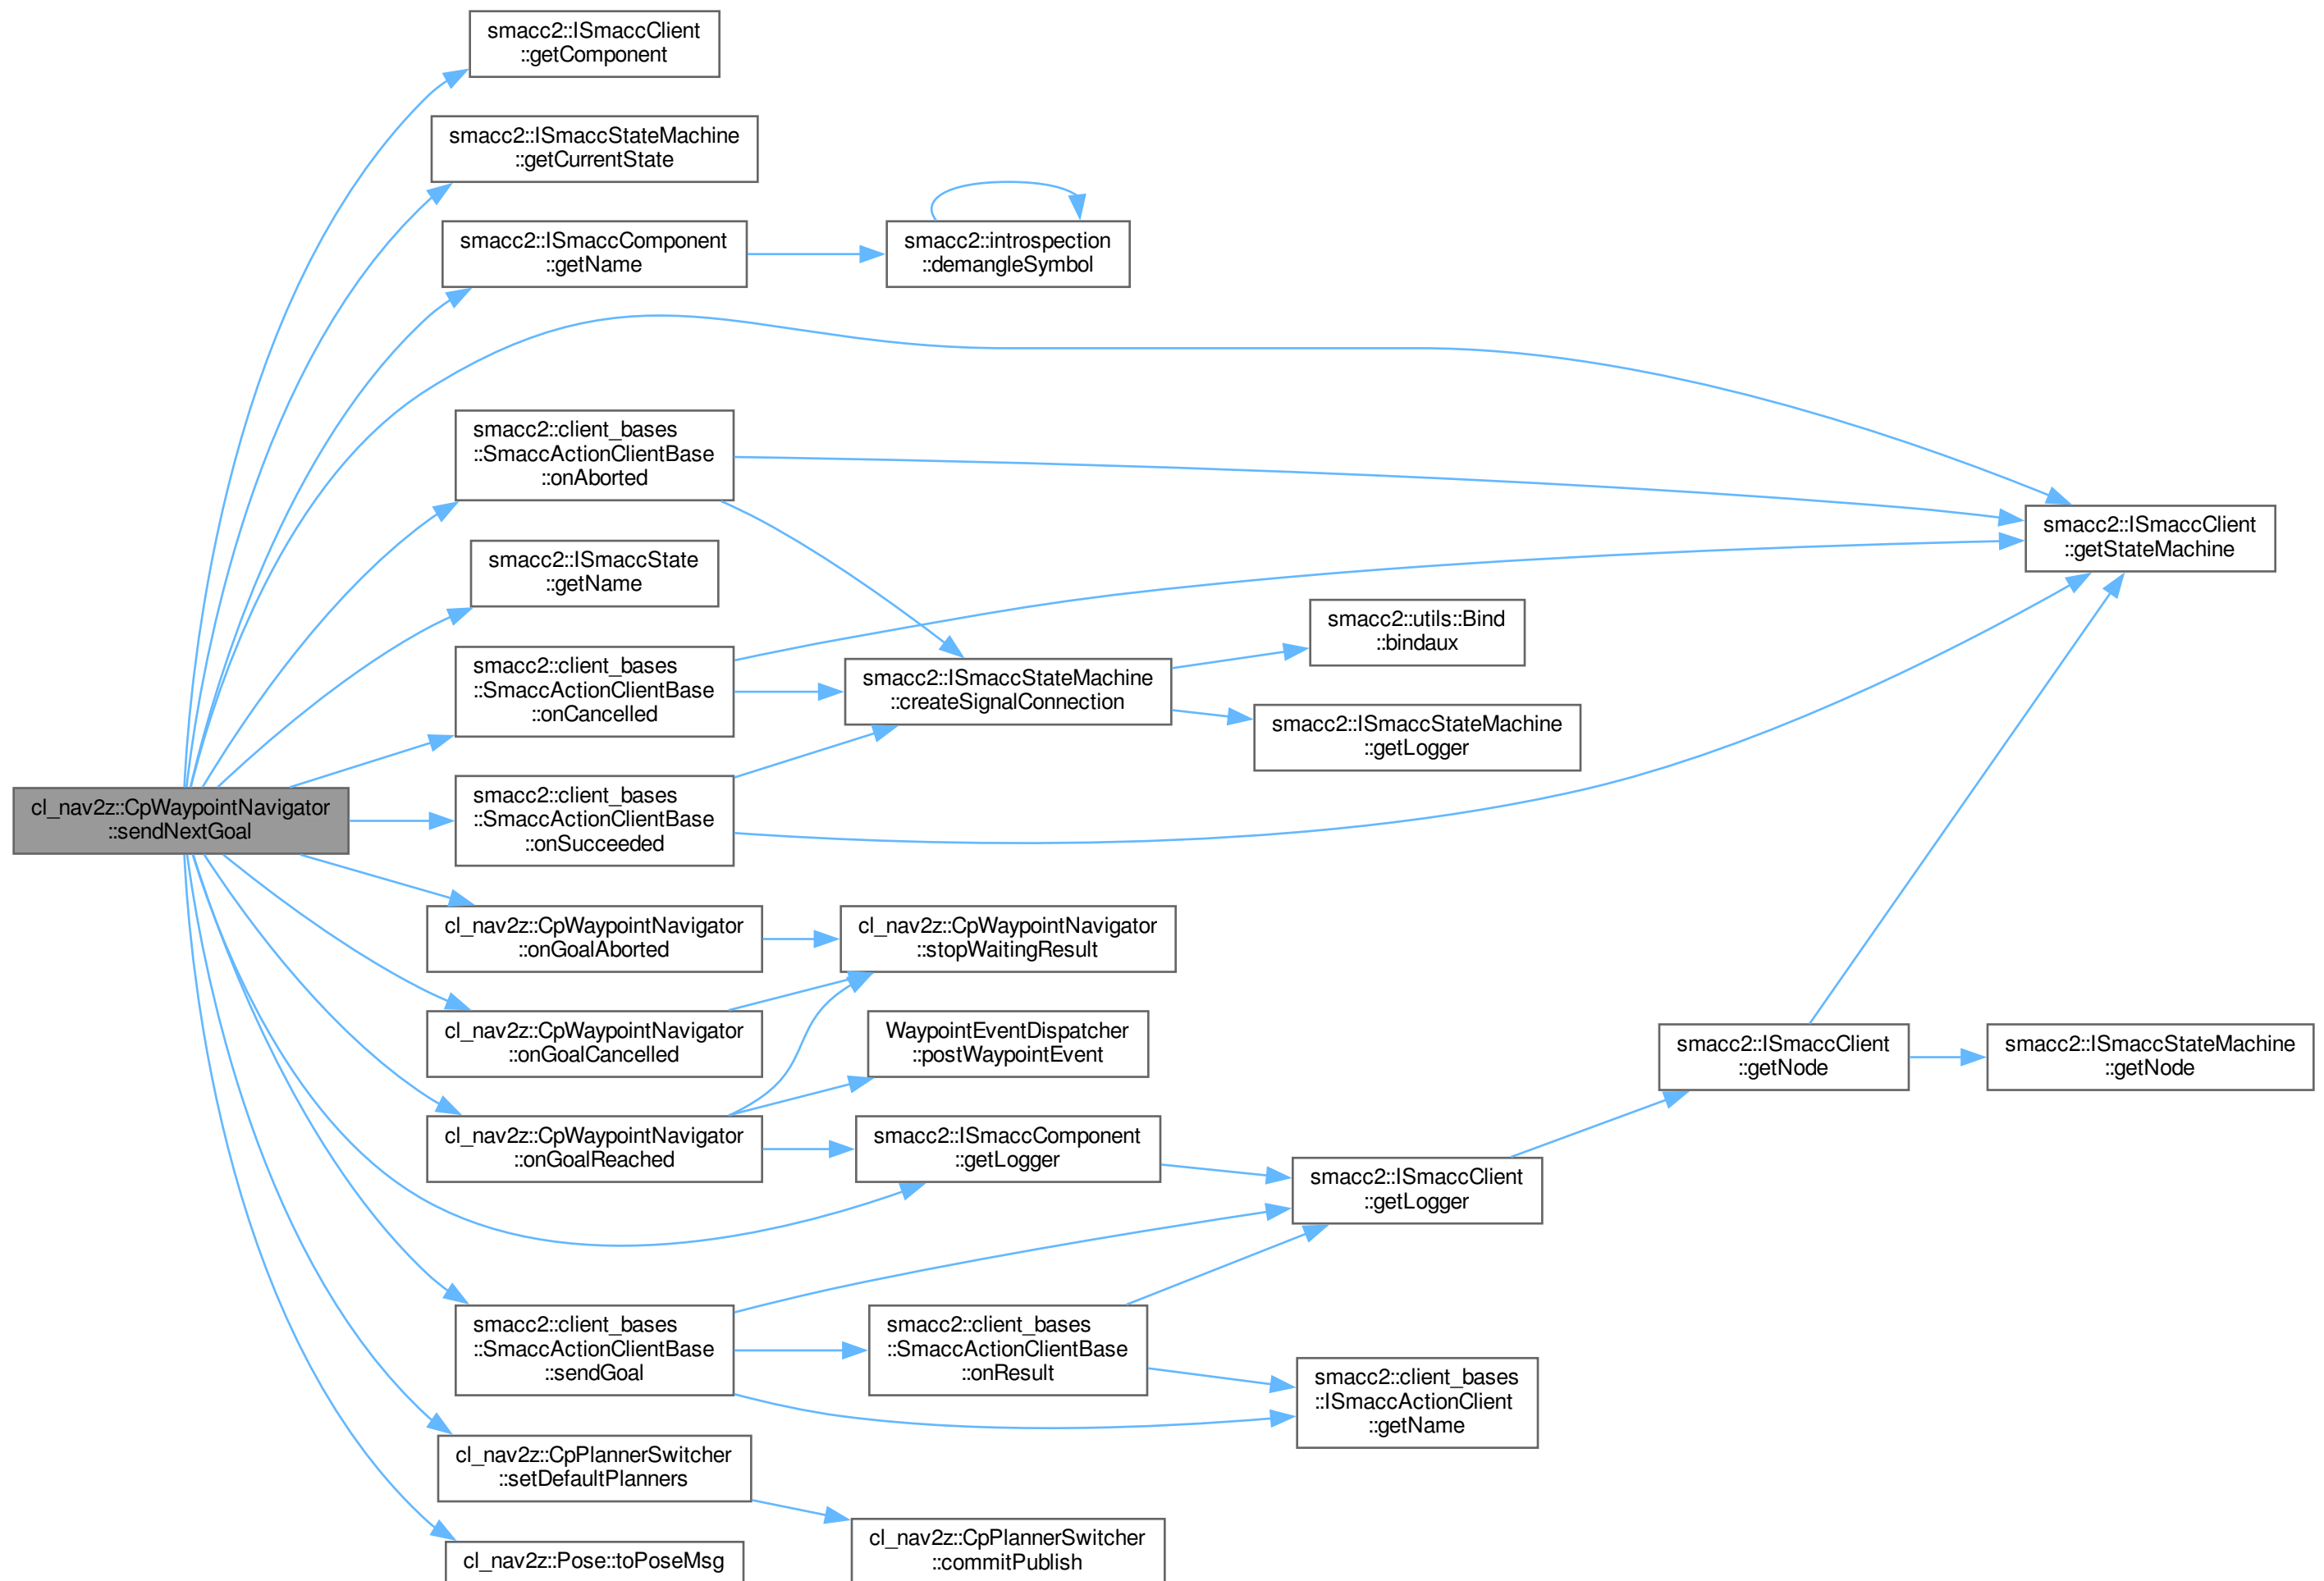 smacc2::ISmaccClient
::getComponent
smacc2::ISmaccStateMachine
::getCurrentState
smacc2::ISmaccComponent
::getName
smacc2::introspection
::demangleSymbol
smacc2::client_bases
::SmaccActionClientBase
::onAborted
smacc2::ISmaccClient
::getStateMachine
smacc2::ISmaccState
::getName
smacc2::utils::Bind
::bindaux
smacc2::client_bases
::SmaccActionClientBase
::onCancelled
smacc2::ISmaccStateMachine
::createSignalConnection
smacc2::ISmaccStateMachine
::getLogger
cl_nav2z::CpWaypointNavigator
::sendNextGoal
smacc2::client_bases
::SmaccActionClientBase
::onSucceeded
cl_nav2z::CpWaypointNavigator
::onGoalAborted
cl_nav2z::CpWaypointNavigator
::stopWaitingResult
cl_nav2z::CpWaypointNavigator
::onGoalCancelled
WaypointEventDispatcher
::postWaypointEvent
smacc2::ISmaccClient
::getNode
smacc2::ISmaccStateMachine
::getNode
cl_nav2z::CpWaypointNavigator
::onGoalReached
smacc2::ISmaccComponent
::getLogger
smacc2::ISmaccClient
::getLogger
smacc2::client_bases
::SmaccActionClientBase
::sendGoal
smacc2::client_bases
::SmaccActionClientBase
::onResult
smacc2::client_bases
::ISmaccActionClient
::getName
cl_nav2z::CpPlannerSwitcher
::setDefaultPlanners
cl_nav2z::CpPlannerSwitcher
::commitPublish
cl_nav2z::Pose::toPoseMsg